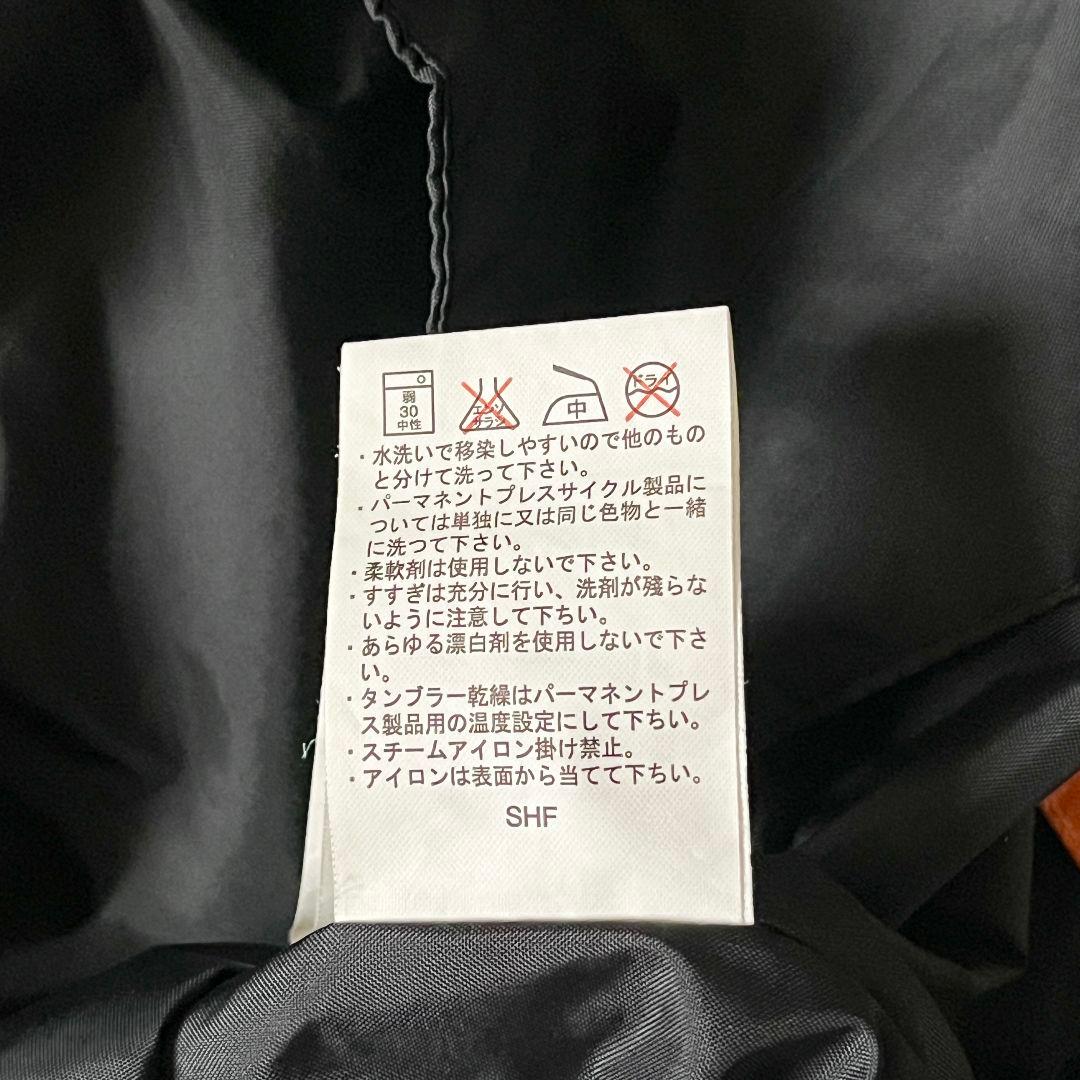 弱
30
中性
エンソ
サラシ
中
ドライ
・水洗いで移染しやすいので他のもの
と分けて洗って下さい。
・パーマネントプレスサイクル製品に
ついては単独に又は同じ色物と一緒
に洗つて下さい。
・柔軟剤は使用しないで下さい。
・すすぎは充分に行い、洗剤が残らな
いように注意して下ちい。
・あらゆる漂白剤を使用しないで下さ
い。
・タンブラー乾繰はパーマネントプレ
ス製品用の温度設定にして下ちい。
・スチームアイロン掛け禁止。
・アイロンは表面から当てて下ちい。
SHF